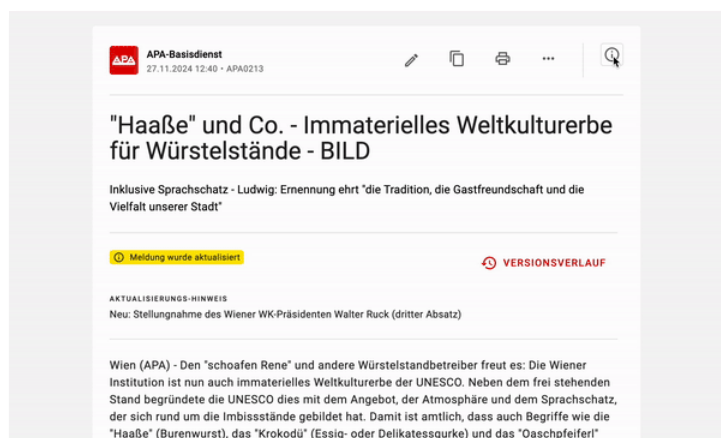 APA
APA-Basisdienst
27.11.2024 12:40 • APA0213
"Haaße" und Co. - Immaterielles Weltkulturerbe
für Würstelstände - BILD
Inklusive Sprachschatz - Ludwig: Ernennung ehrt "die Tradition, die Gastfreundschaft und die
Vielfalt unserer Stadt"
Meldung wurde aktualisiert
VERSIONSVERLAUF
AKTUALISIERUNGS-HINWEIS
Neu: Stellungnahme des Wiener WK-Präsidenten Walter Ruck (dritter Absatz)
Wien (APA) - Den "schoafen Rene" und andere Würstelstandbetreiber freut es: Die Wiener
Institution ist nun auch immaterielles Weltkulturerbe der UNESCO. Neben dem frei stehenden
Stand begründete die UNESCO dies mit dem Angebot, der Atmosphäre und dem Sprachschatz,
der sich rund um die Imbissstände gebildet hat. Damit ist amtlich, dass auch Begriffe wie die
"Haaße" (Burenwurst), das "Krokodü" (Essig- oder Delikatessgurke) und das "Oaschpfeiferl"